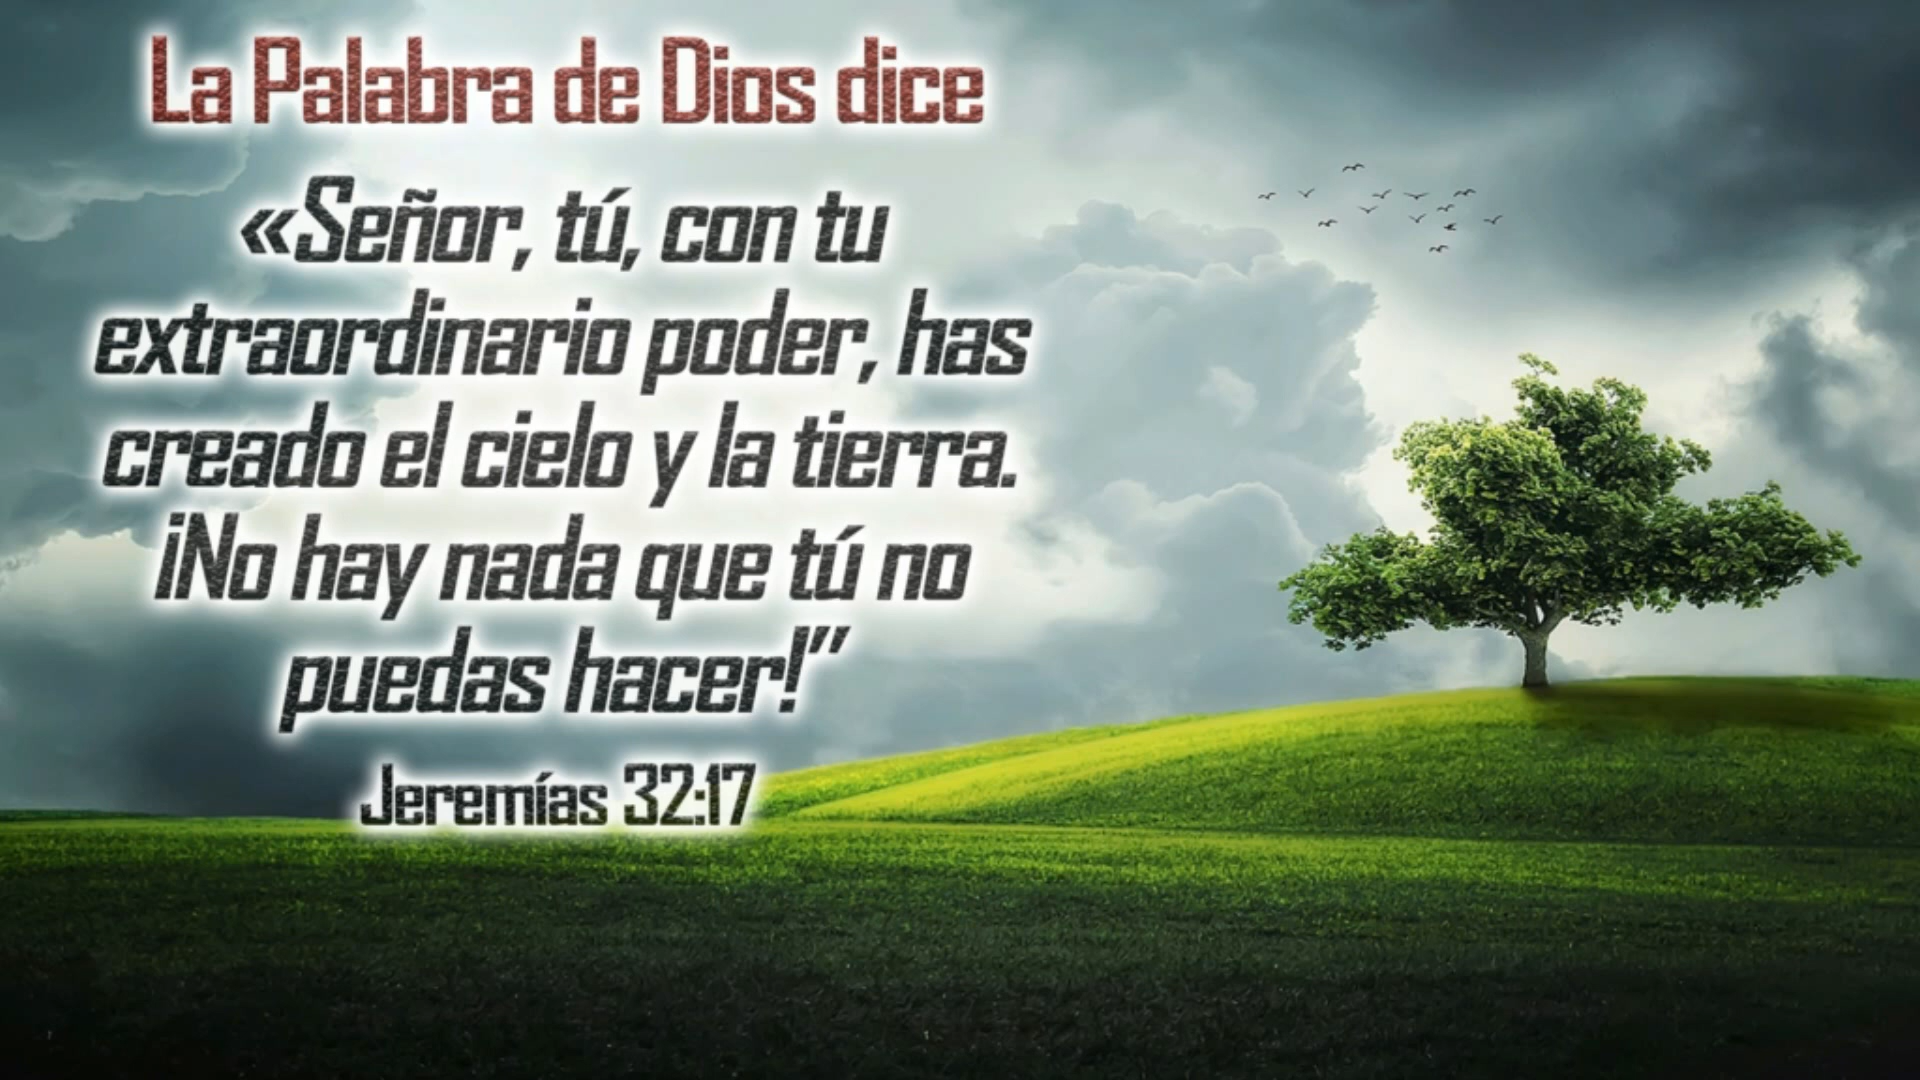 La Palabra de Dios dice
«Señor, tú, con tu
extraordinario poder, has
creado el cielo y la tierra.
¡No hay nada que tú no
puedas hacer!”
Jeremías 32:17